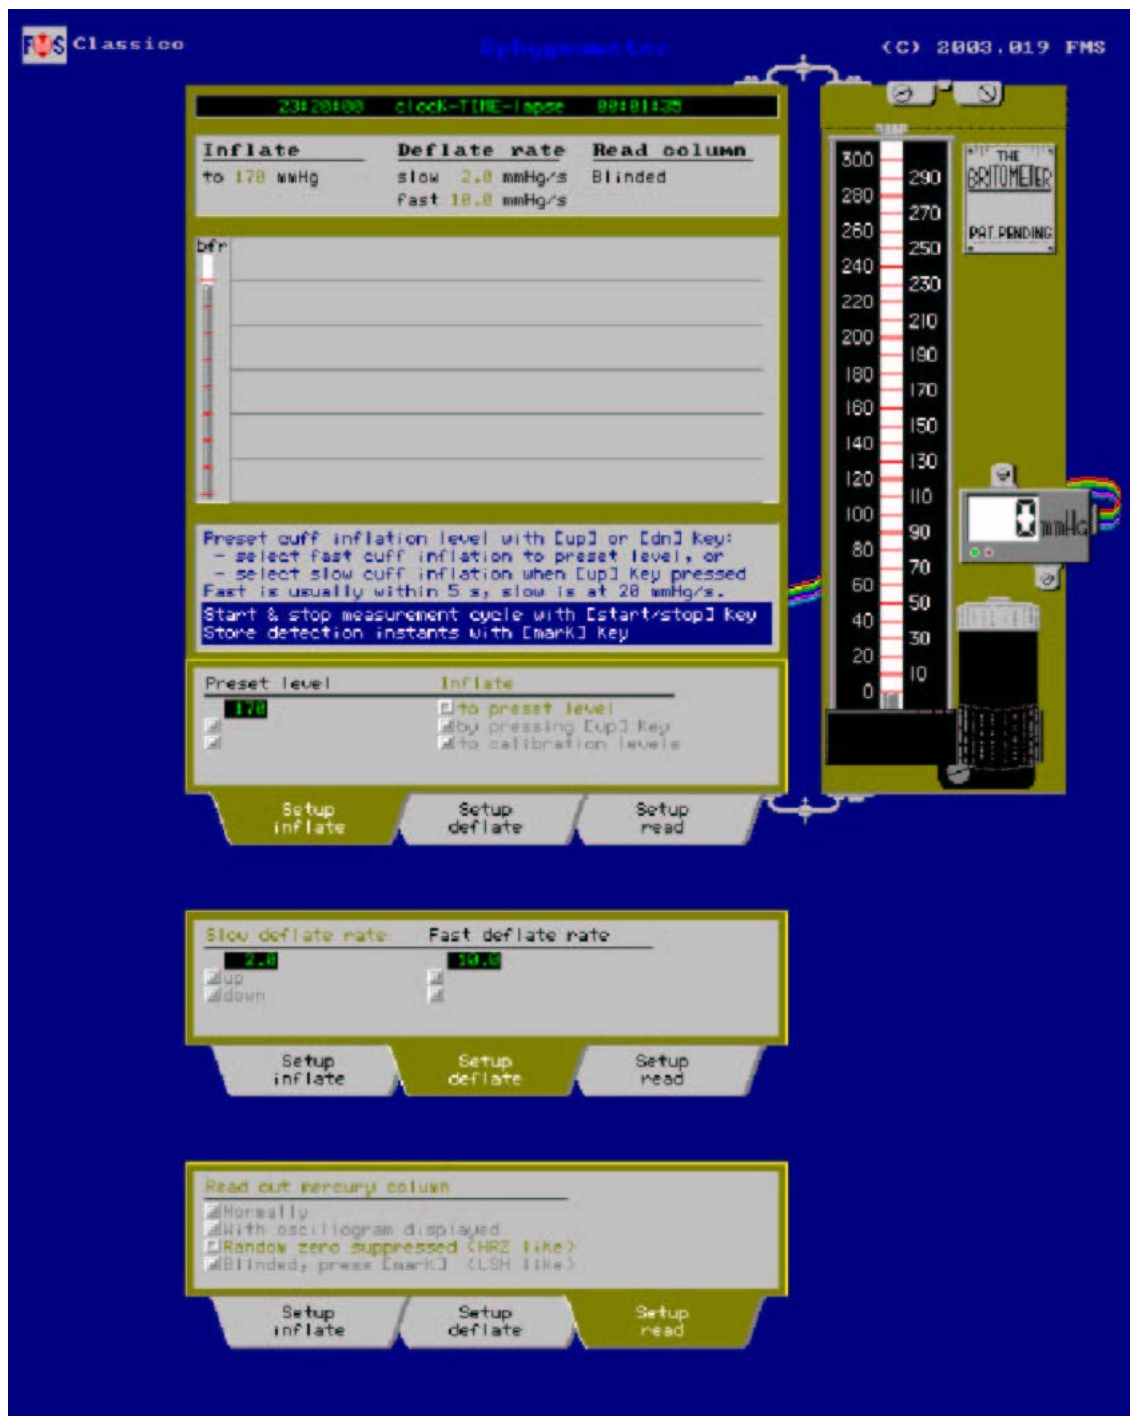 FMS Classico
Sphygmometer
(C) 2003.019 FMS
23:20:00 clock-TIME-lapse 00:01:35
Inflate Deflate rate Read column
to 170 mmHg slow 2.0 mmHg/s Blinded
fast 10.0 mmHg/s
bfr
Preset cuff inflation level with [up] or [dn] Key:
- select fast cuff inflation to preset level, or
- select slow cuff inflation when [up] Key pressed
Fast is usually within 5 s, slow is at 20 mmHg/s.
Start & stop measurement cycle with [start/stop] Key
Store detection instants with [mark] Key
Preset level Inflate
170 to preset level
by pressing [up] Key
to calibration levels
Setup inflate
Setup deflate
Setup read
THE
BRITOMETER
PAT. PENDING
300
290
280
270
260
250
240
230
220
210
200
190
180
170
160
150
140
130
120
110
100
90
80
70
60
50
40
30
20
10
0
0 mmHg
Slow deflate rate Fast deflate rate
2.0 10.0
up
down
Setup inflate
Setup deflate
Setup read
Read out mercury column
Normally
With oscillogram displayed
Random zero suppressed (HRZ like)
Blinded, press [mark] (LSH like)
Setup inflate
Setup deflate
Setup read